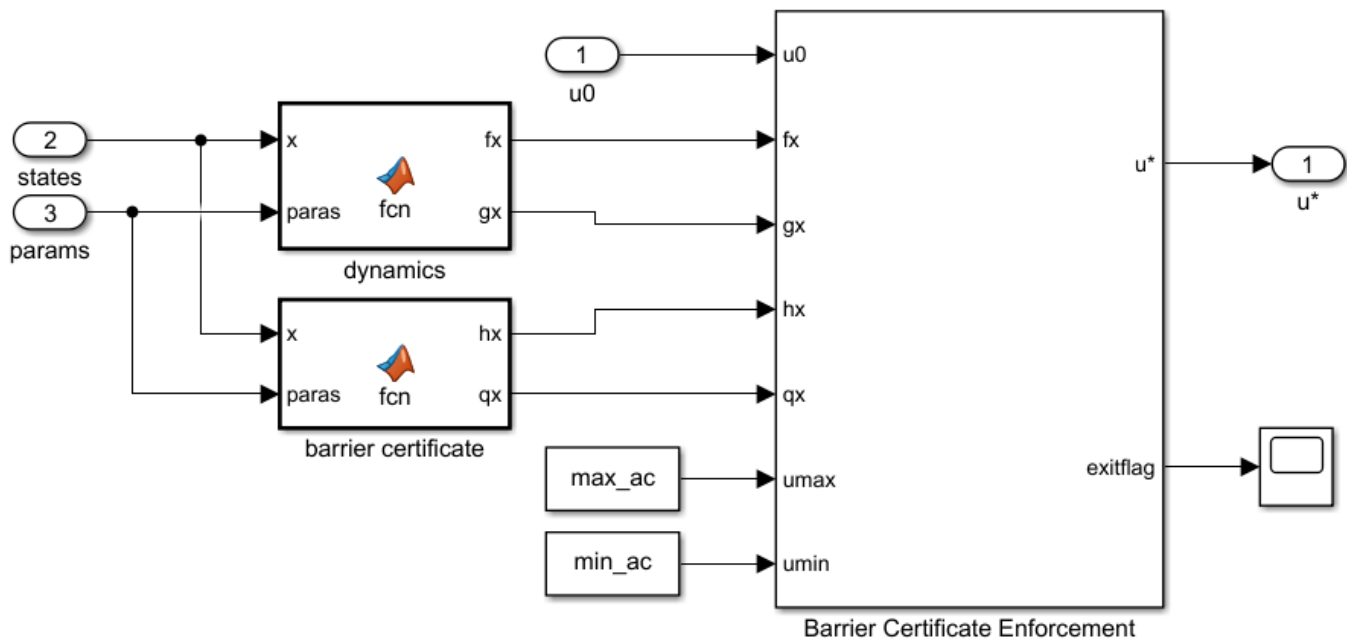 1
u0
u0
2
states
3
params
x
fx
paras
fcn
gx
dynamics
fx
gx
x
hx
paras
fcn
qx
barrier certificate
hx
qx
max_ac
umax
min_ac
umin
u*
1
u*
exitflag
Barrier Certificate Enforcement